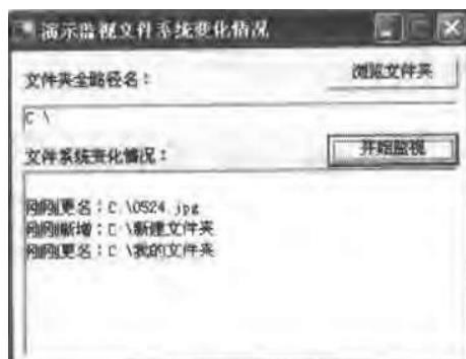 演示监视文件系统变化情况
文件夹全路径名：
浏览文件夹
C:\
文件系统变化情况：
开始监视
刚刚更名：C:\0524.jpg
刚刚新增：C:\新建文件夹
刚刚更名：C:\我的文件夹